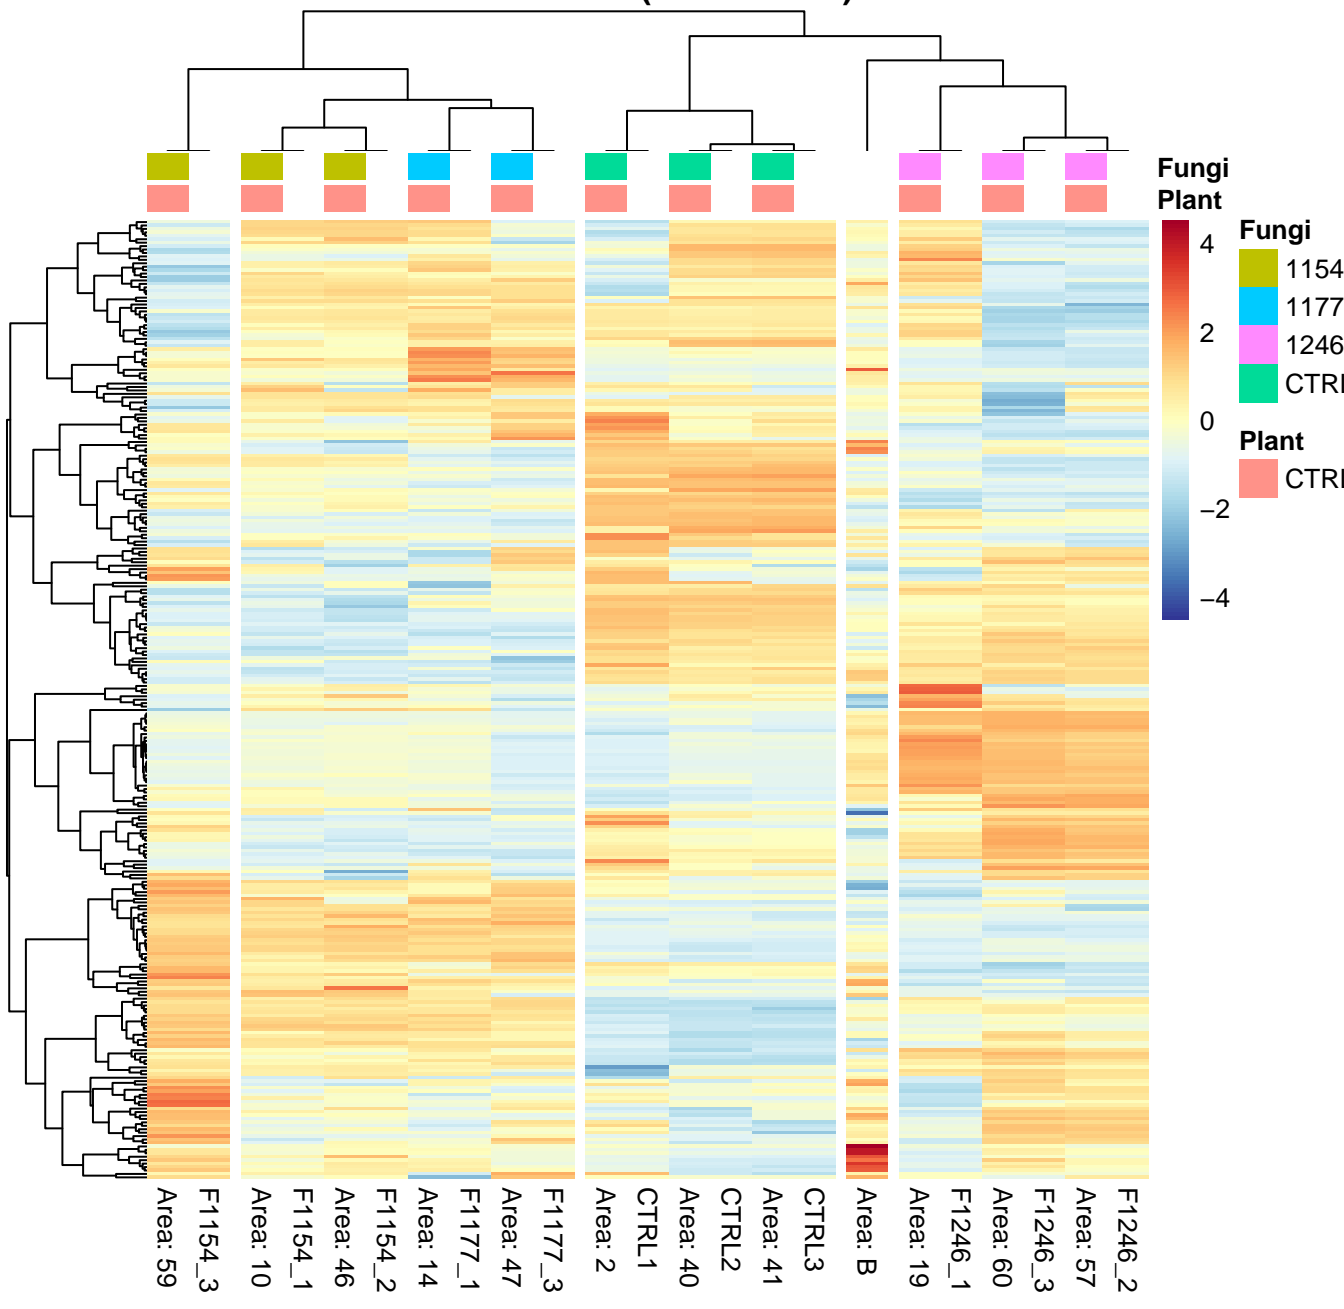 Fungi
Plant
4
2
0
−2
−4
Fungi
1154
1177
1246
CTRL
Plant
CTRL
Area: 59
F1154_3
Area: 10
F1154_1
Area: 46
F1154_2
Area: 14
F1177_1
Area: 47
F1177_3
Area: 2
CTRL1
Area: 40
CTRL2
Area: 41
CTRL3
Area: B
Area: 19
F1246_1
Area: 60
F1246_3
Area: 57
F1246_2